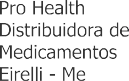 Pro Health
Distribuidora de
Medicamentos
Eirelli - Me